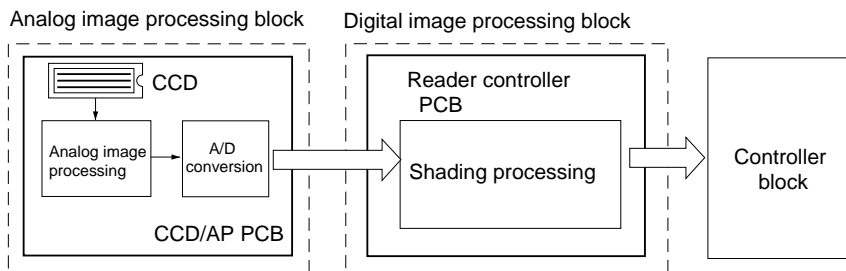 Analog image processing block
Digital image processing block
CCD
Analog image
processing
A/D
conversion
CCD/AP PCB
Reader controller
PCB
Shading processing
Controller
block